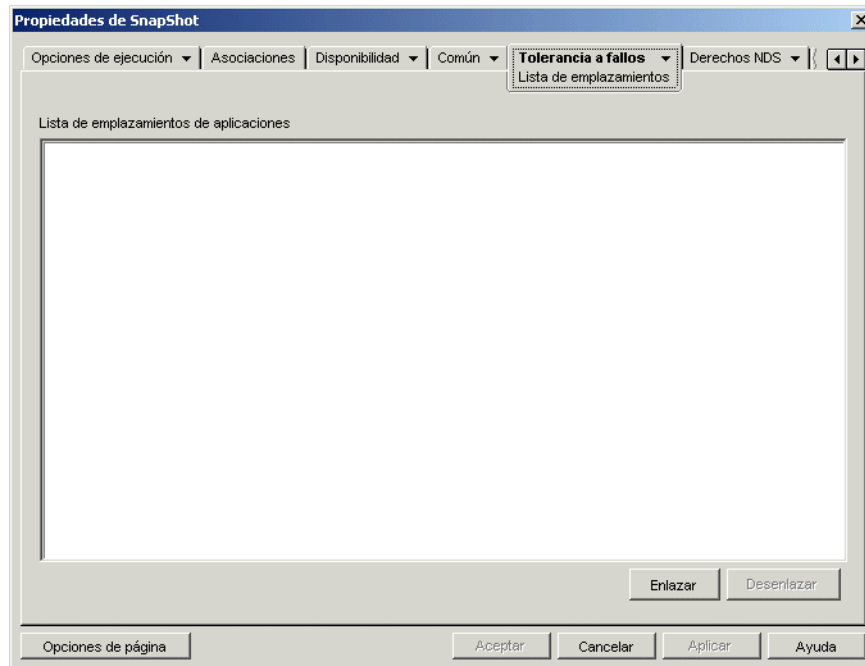 Propiedades de SnapShot
Opciones de ejecución Asociaciones Disponibilidad Común Tolerancia a fallos Derechos NDS
Lista de emplazamientos
Lista de emplazamientos de aplicaciones
Enlazar Desenlazar
Opciones de página Aceptar Cancelar Aplicar Ayuda